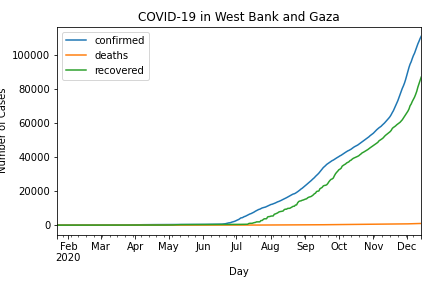 COVID-19 in West Bank and Gaza
confirmed
deaths
recovered
100000
80000
60000
40000
20000
0
Number of Cases
Feb Mar Apr May Jun Jul Aug Sep Oct Nov Dec
2020
Day